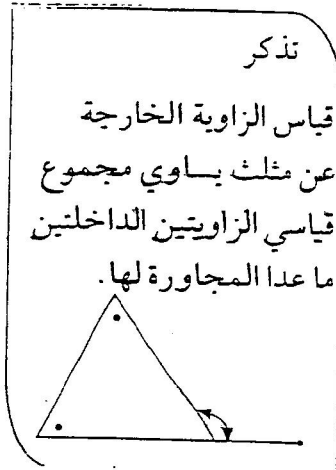 تذكر
قياس الزاوية الخارجة
عن مثلث يساوي مجموع
قياسي الزاويتين الداخلتين
ما عدا المجاورة لها.